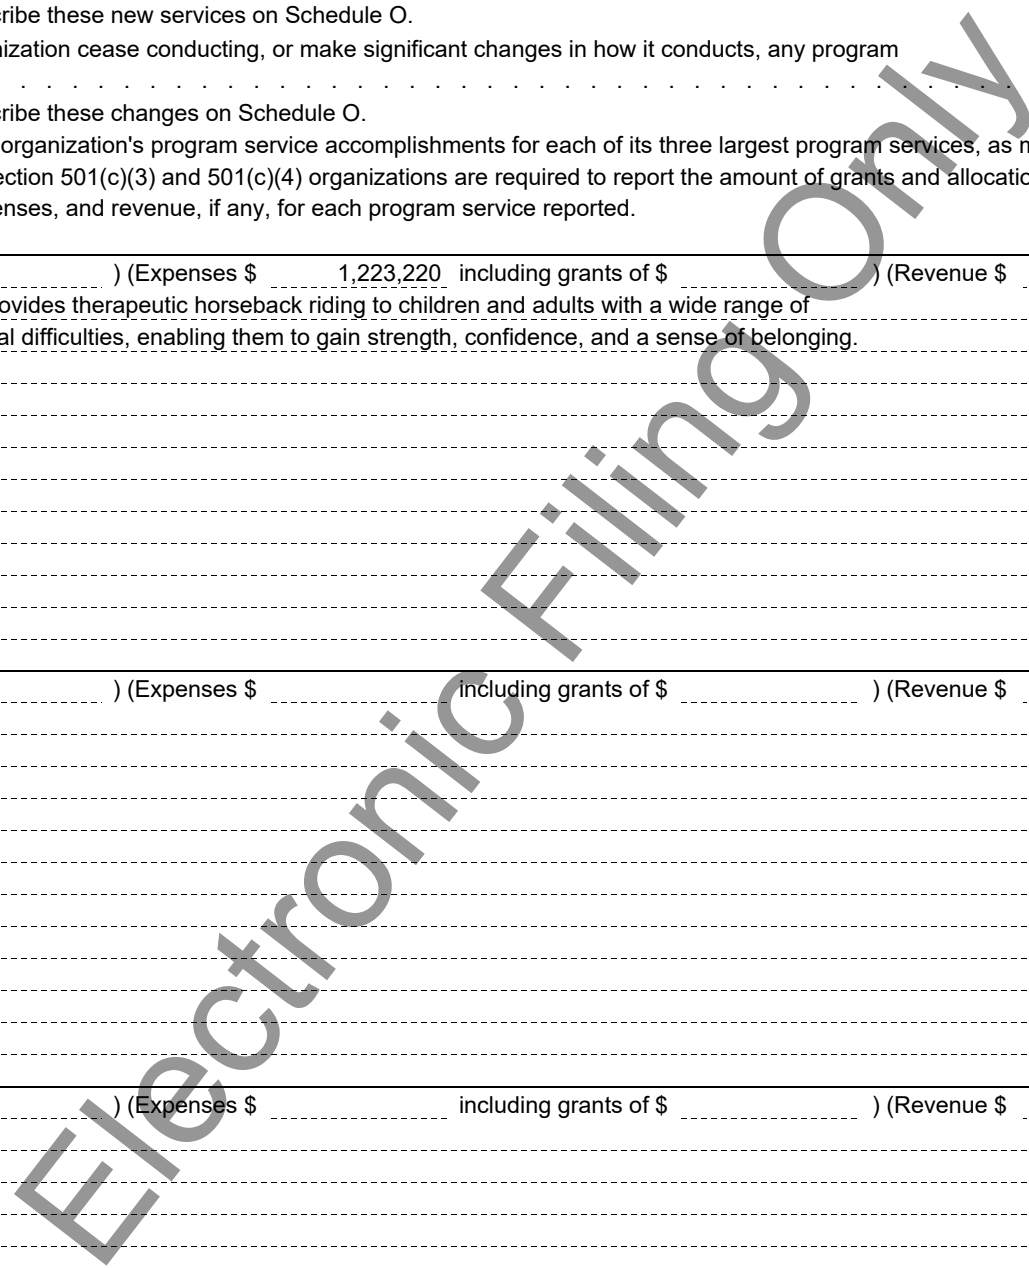 cribe these new services on Schedule O.
nization cease conducting, or make significant changes in how it conducts, any program
. . . . . . . . . . . . . . . . . . . . . . . . . . . . . . . . . . . . . . .
cribe these changes on Schedule O.
organization's program service accomplishments for each of its three largest program services, as m
ection 501(c)(3) and 501(c)(4) organizations are required to report the amount of grants and allocatio
enses, and revenue, if any, for each program service reported.
) (Expenses $ 1,223,220 including grants of $ ) (Revenue $
ovides therapeutic horseback riding to children and adults with a wide range of
al difficulties, enabling them to gain strength, confidence, and a sense of belonging.
) (Expenses $ including grants of $ ) (Revenue $
) (Expenses $ including grants of $ ) (Revenue $
Electronic Filing Only